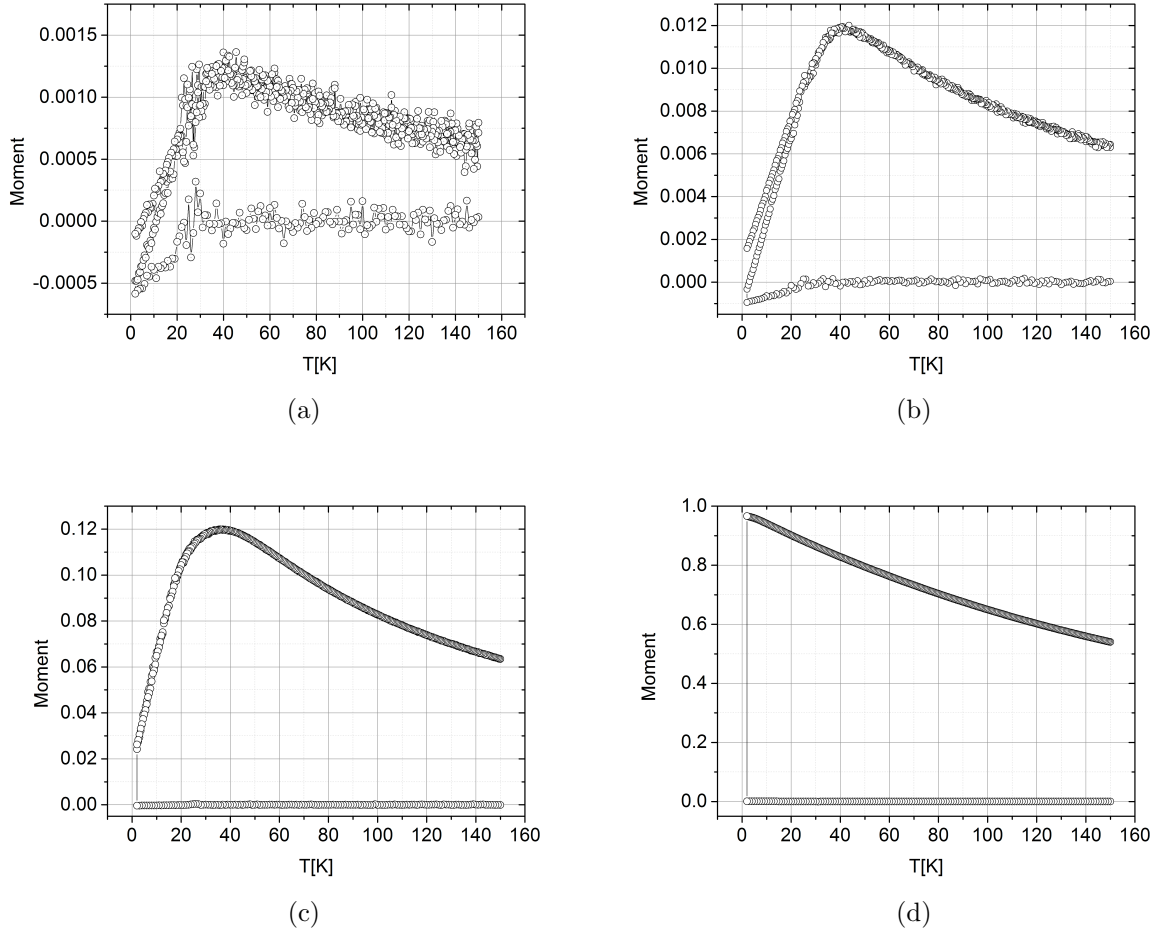 0.0015
0.0010
0.0005
0.0000
-0.0005
Moment
0 20 40 60 80 100 120 140 160
T[K]
(a)
0.012
0.010
0.008
0.006
0.004
0.002
0.000
Moment
0 20 40 60 80 100 120 140 160
T[K]
(b)
0.12
0.10
0.08
0.06
0.04
0.02
0.00
Moment
0 20 40 60 80 100 120 140 160
T[K]
(c)
1.0
0.8
0.6
0.4
0.2
0.0
Moment
0 20 40 60 80 100 120 140 160
T[K]
(d)